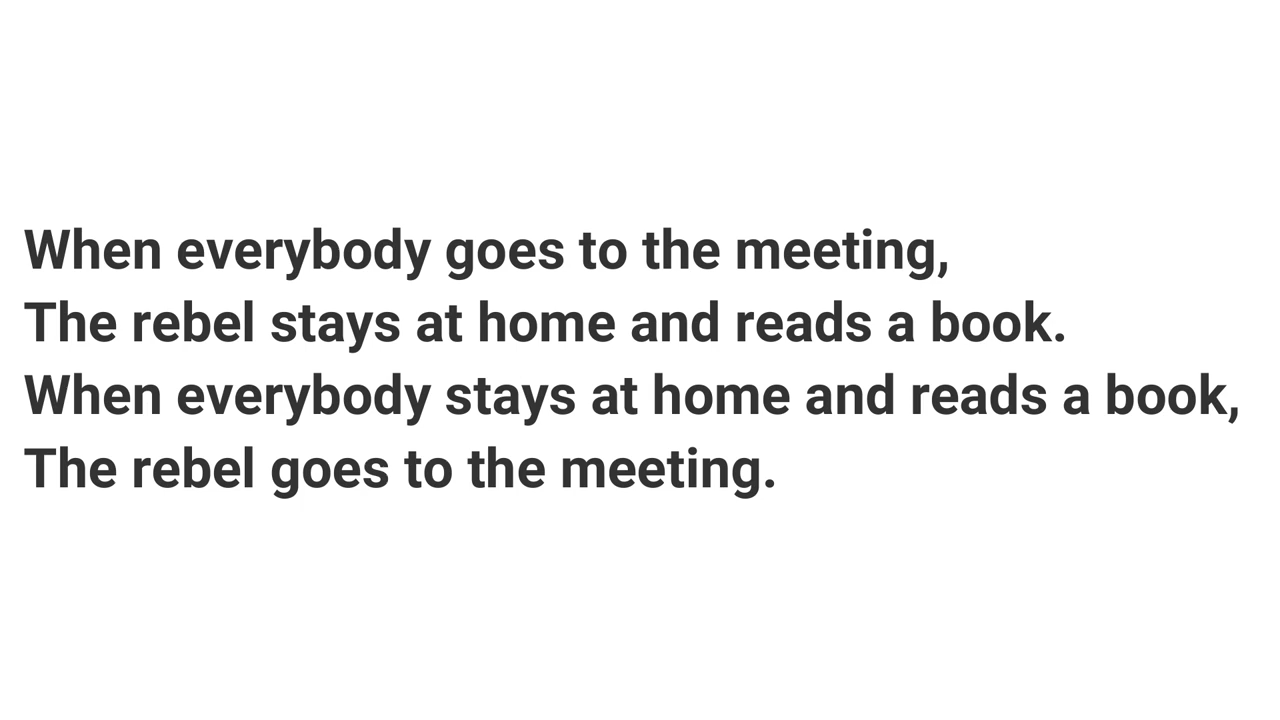 When everybody goes to the meeting,
The rebel stays at home and reads a book.
When everybody stays at home and reads a book,
The rebel goes to the meeting.